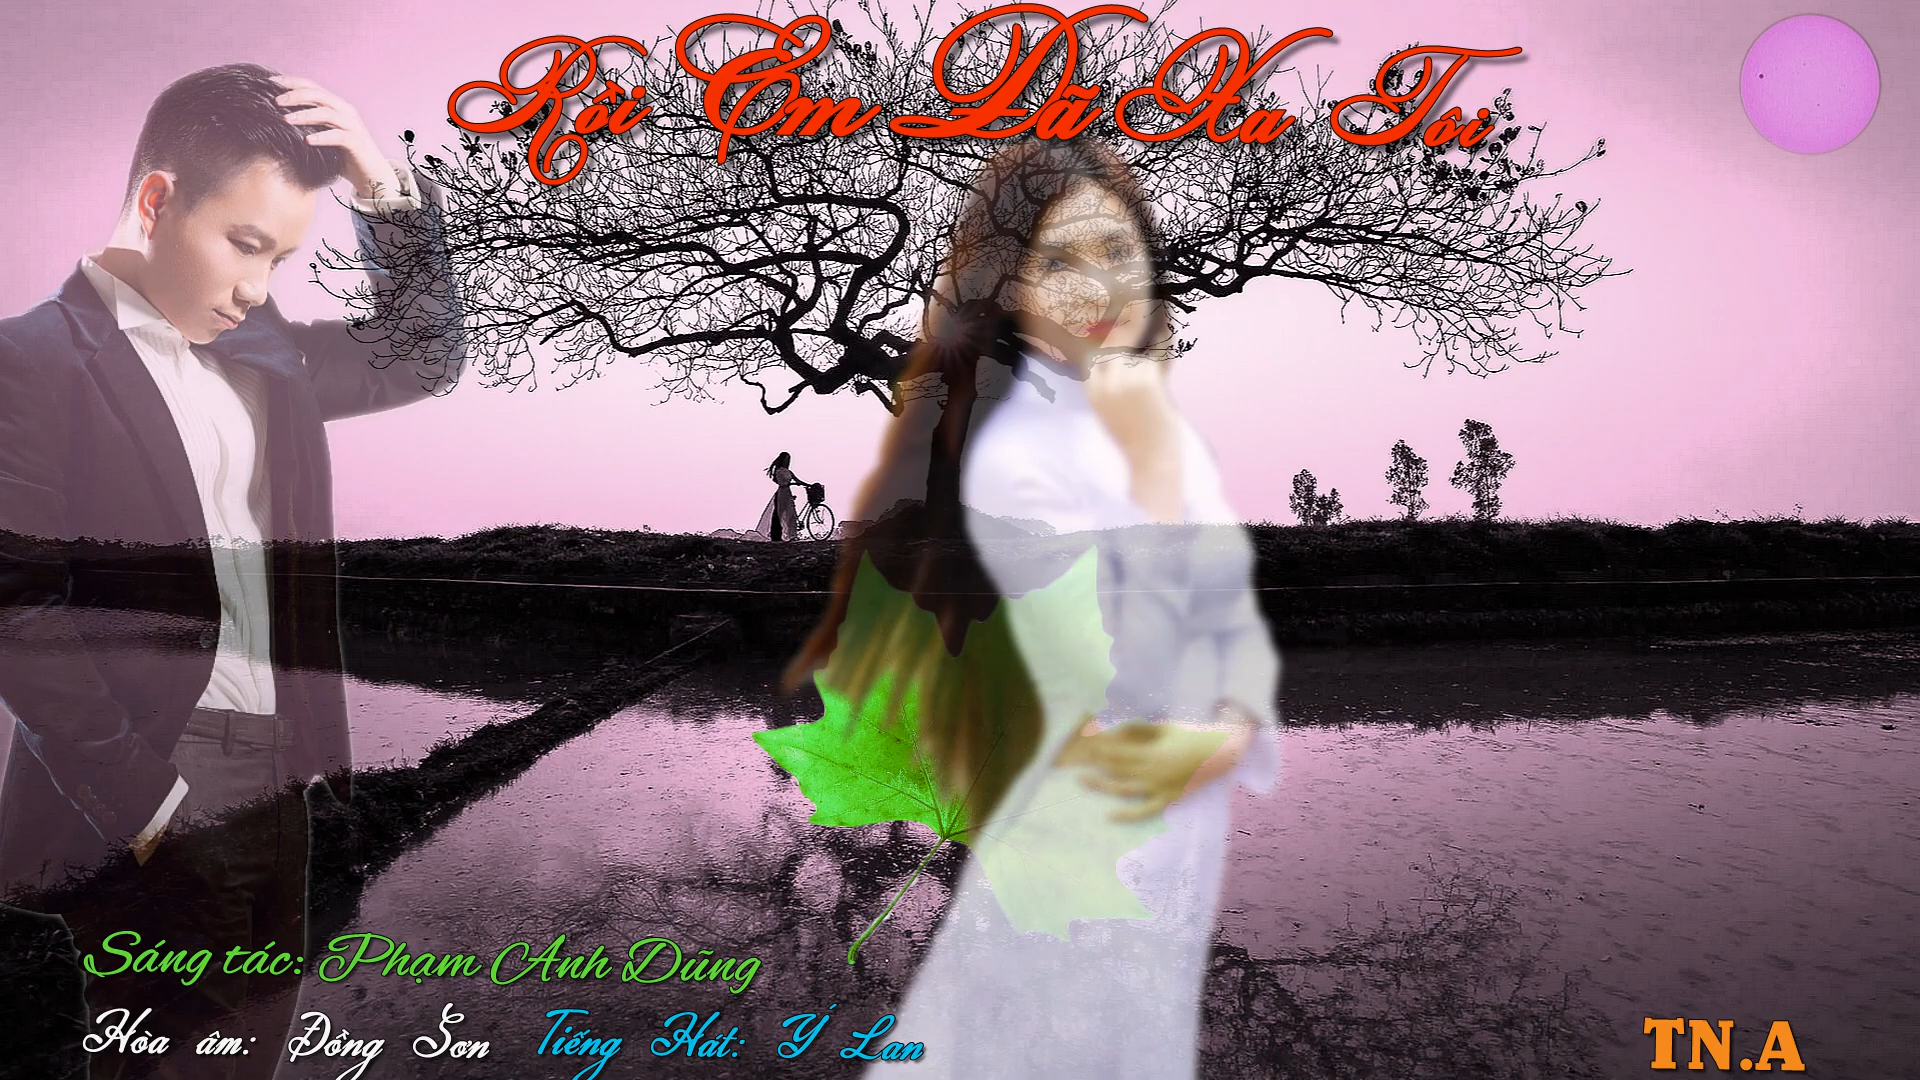 Rồi Em Đã Xa Tôi
Sáng tác: Phạm Anh Dũng
Hòa âm: Đồng Sơn Tiếng Hát: Ý Lan
TN.A